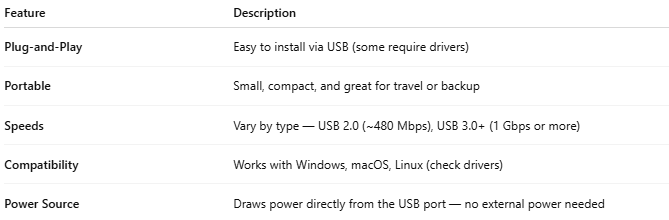 Feature Description
Plug-and-Play Easy to install via USB (some require drivers)
Portable Small, compact, and great for travel or backup
Speeds Vary by type — USB 2.0 (~480 Mbps), USB 3.0+ (1 Gbps or more)
Compatibility Works with Windows, macOS, Linux (check drivers)
Power Source Draws power directly from the USB port — no external power needed